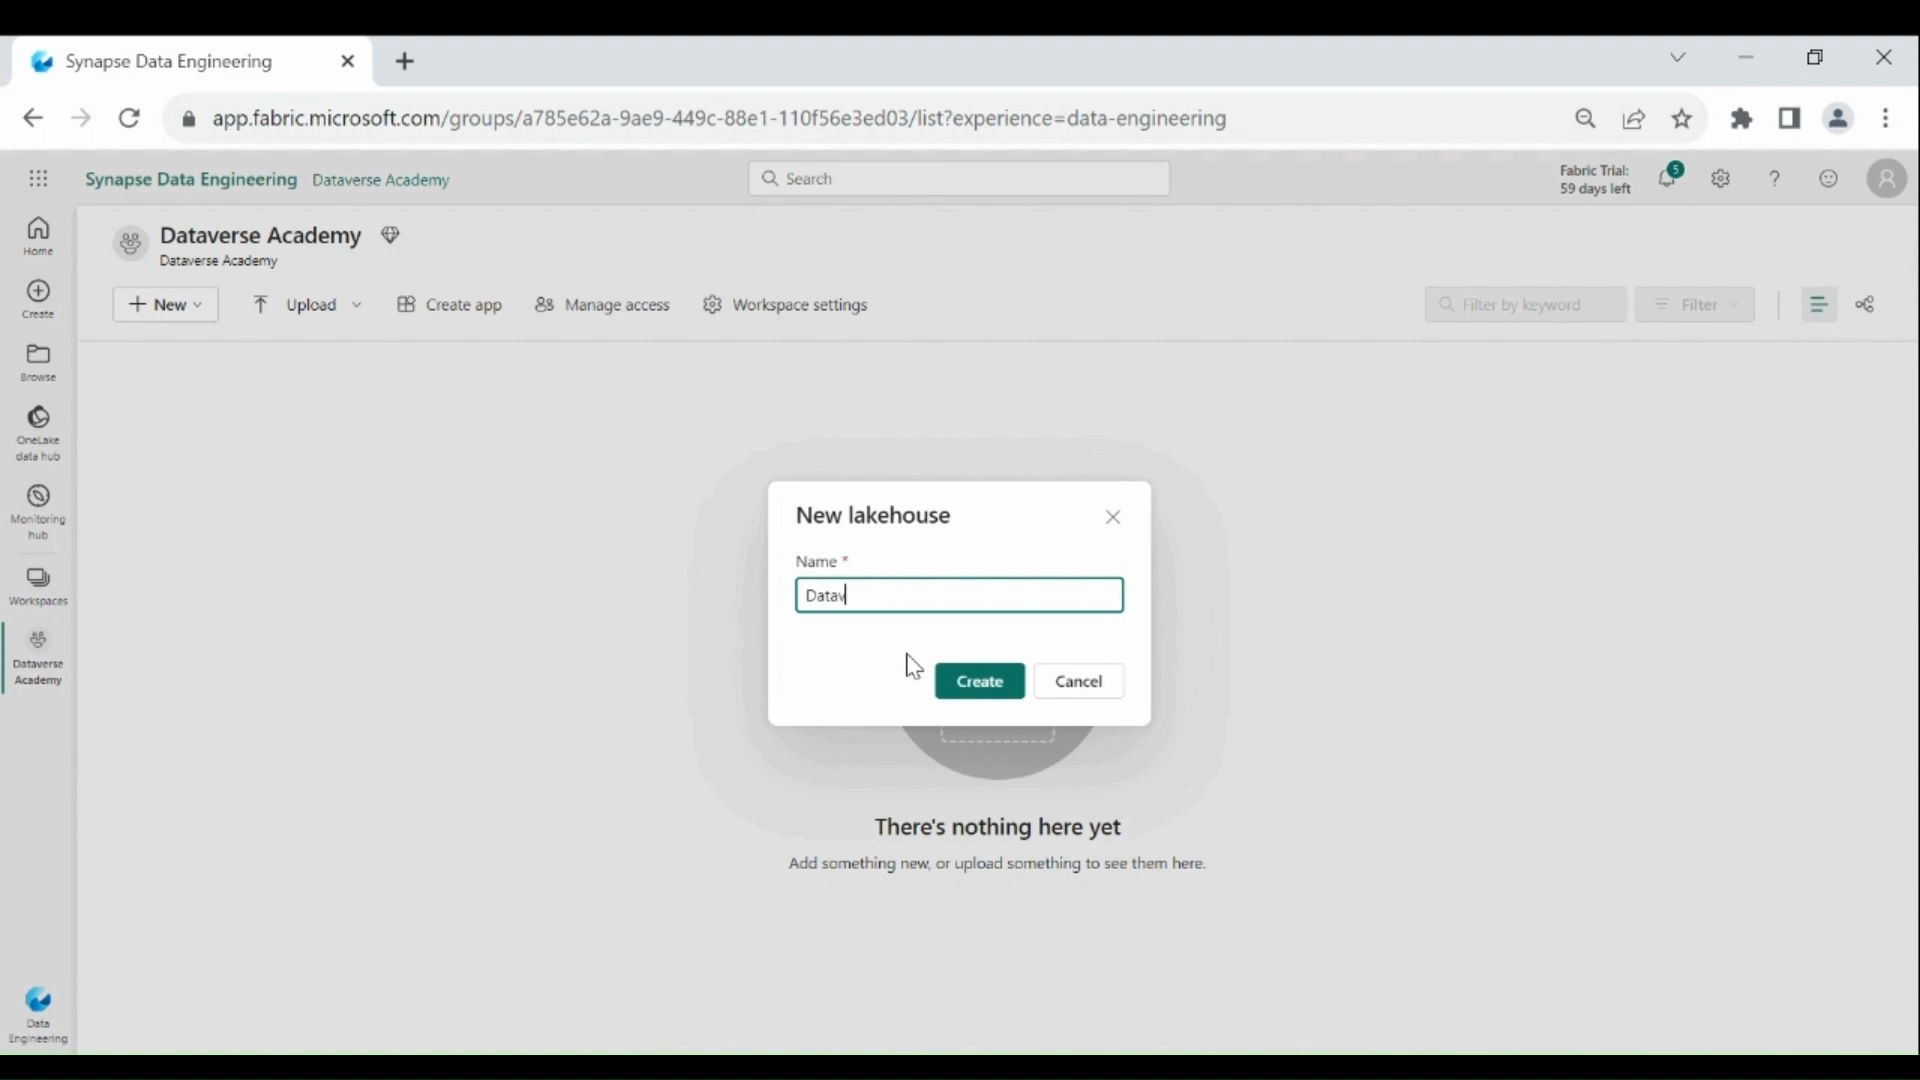 Synapse Data Engineering
app.fabric.microsoft.com/groups/a785e62a-9ae9-449c-88e1-110f56e3ed03/list?experience=data-engineering
Synapse Data Engineering Dataverse Academy
Search
Fabric Trial:
59 days left
5
?
Home
Create
Browse
OneLake
data hub
Monitoring
hub
Workspaces
Dataverse
Academy
Data
Engineering
Dataverse Academy
Dataverse Academy
New
Upload
Create app
Manage access
Workspace settings
Filter by keyword
Filter
New lakehouse
Name *
Datav
Create
Cancel
There's nothing here yet
Add something new, or upload something to see them here.